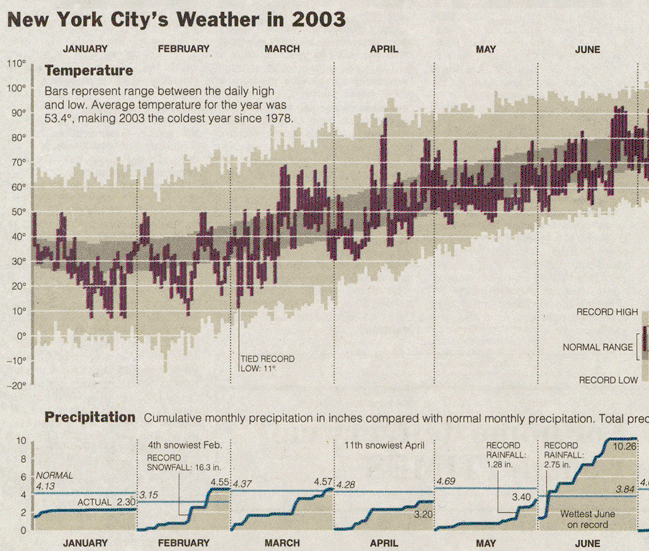 New York City's Weather in 2003
JANUARY FEBRUARY MARCH APRIL MAY JUNE
110°
Temperature
100°
Bars represent range between the daily high
and low. Average temperature for the year was
53.4°, making 2003 the coldest year since 1978.
90°
80°
70°
60°
50°
40°
30°
20°
10°
0°
-10°
-20°
TIED RECORD
LOW: 11°
RECORD HIGH
NORMAL RANGE
RECORD LOW
Precipitation Cumulative monthly precipitation in inches compared with normal monthly precipitation. Total prec
10
8
6
4
2
0
NORMAL
4.13
ACTUAL 2.30
4th snowiest Feb.
RECORD
SNOWFALL: 16.3 in.
3.15
4.55
4.37
4.57
11th snowiest April
4.28
3.20
4.69
RECORD
RAINFALL:
1.28 in.
3.40
RECORD
RAINFALL:
2.75 in.
10.26
3.84
Wettest June
on record
JANUARY FEBRUARY MARCH APRIL MAY JUNE